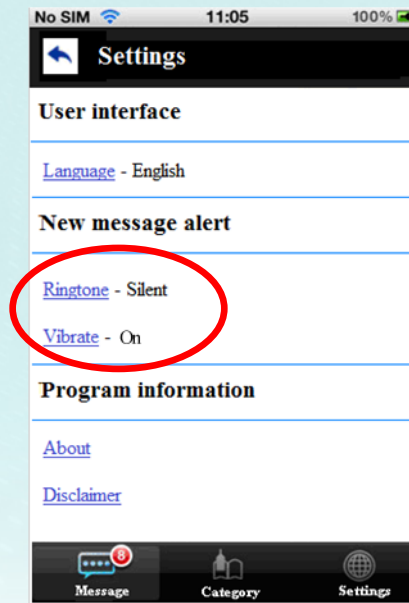 No SIM 11:05 100%
Settings
User interface
Language - English
New message alert
Ringtone - Silent
Vibrate - On
Program information
About
Disclaimer
8
Message Category Settings